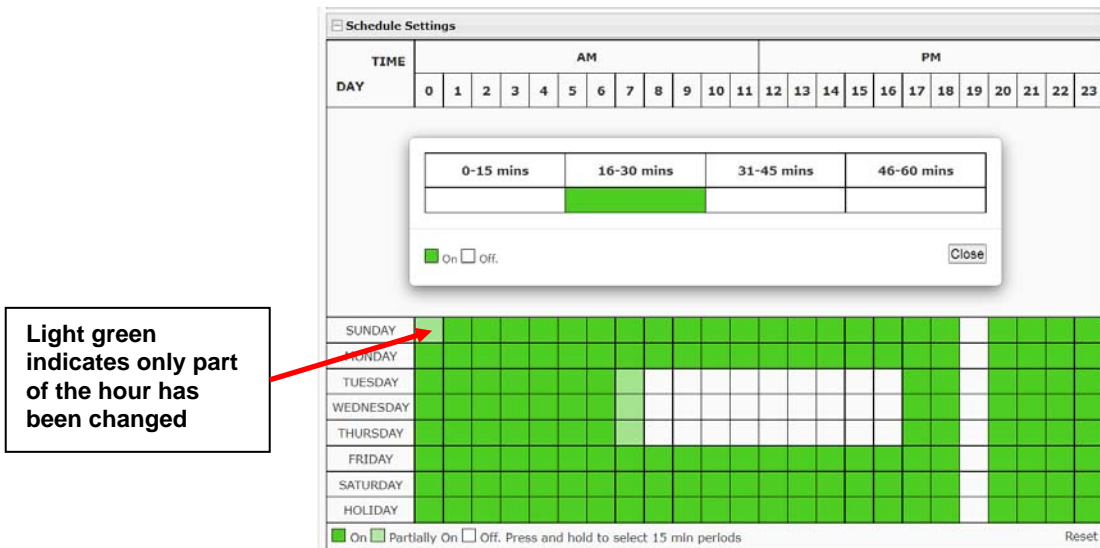 Schedule Settings
TIME AM PM
DAY 0 1 2 3 4 5 6 7 8 9 10 11 12 13 14 15 16 17 18 19 20 21 22 23
0-15 mins 16-30 mins 31-45 mins 46-60 mins
On Off. Close
Light green
indicates only part
of the hour has
been changed
SUNDAY
MONDAY
TUESDAY
WEDNESDAY
THURSDAY
FRIDAY
SATURDAY
HOLIDAY
On Partially On Off. Press and hold to select 15 min periods Reset